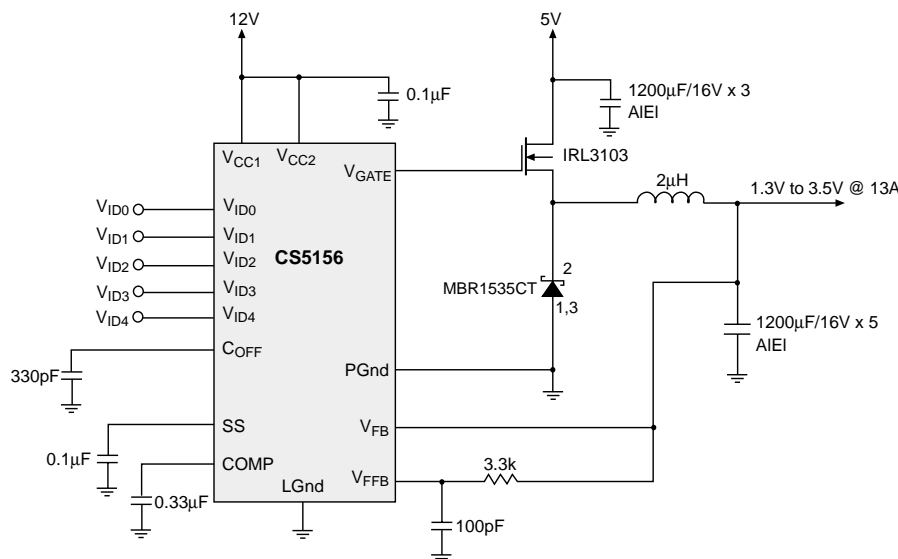 12V
5V
0.1μF
1200μF/16V x 3
AlEl
VCC1
VCC2
VGATE
IRL3103
2μH
1.3V to 3.5V @ 13A
VID0
VID0
VID1
VID1
CS5156
VID2
VID2
VID3
VID3
VID4
VID4
MBR1535CT
2
1,3
1200μF/16V x 5
AlEl
COFF
330pF
PGnd
SS
VFB
0.1μF
COMP
3.3k
VFFB
LGnd
0.33μF
100pF